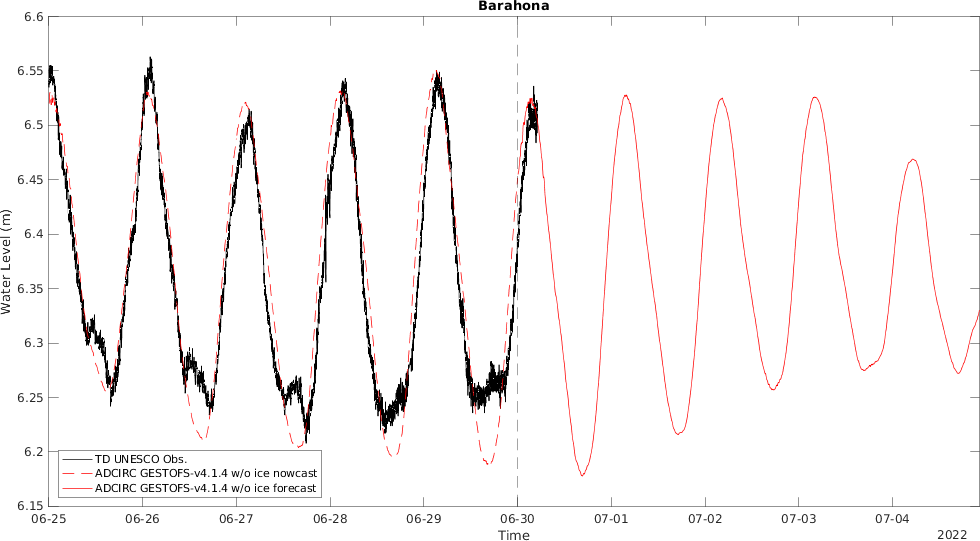 Barahona
6.6
6.55
6.5
6.45
6.4
6.35
6.3
6.25
6.2
6.15
Water Level (m)
TD UNESCO Obs.
ADCIRC GESTOFS-v4.1.4 w/o ice nowcast
ADCIRC GESTOFS-v4.1.4 w/o ice forecast
06-25 06-26 06-27 06-28 06-29 06-30 07-01 07-02 07-03 07-04
Time
2022